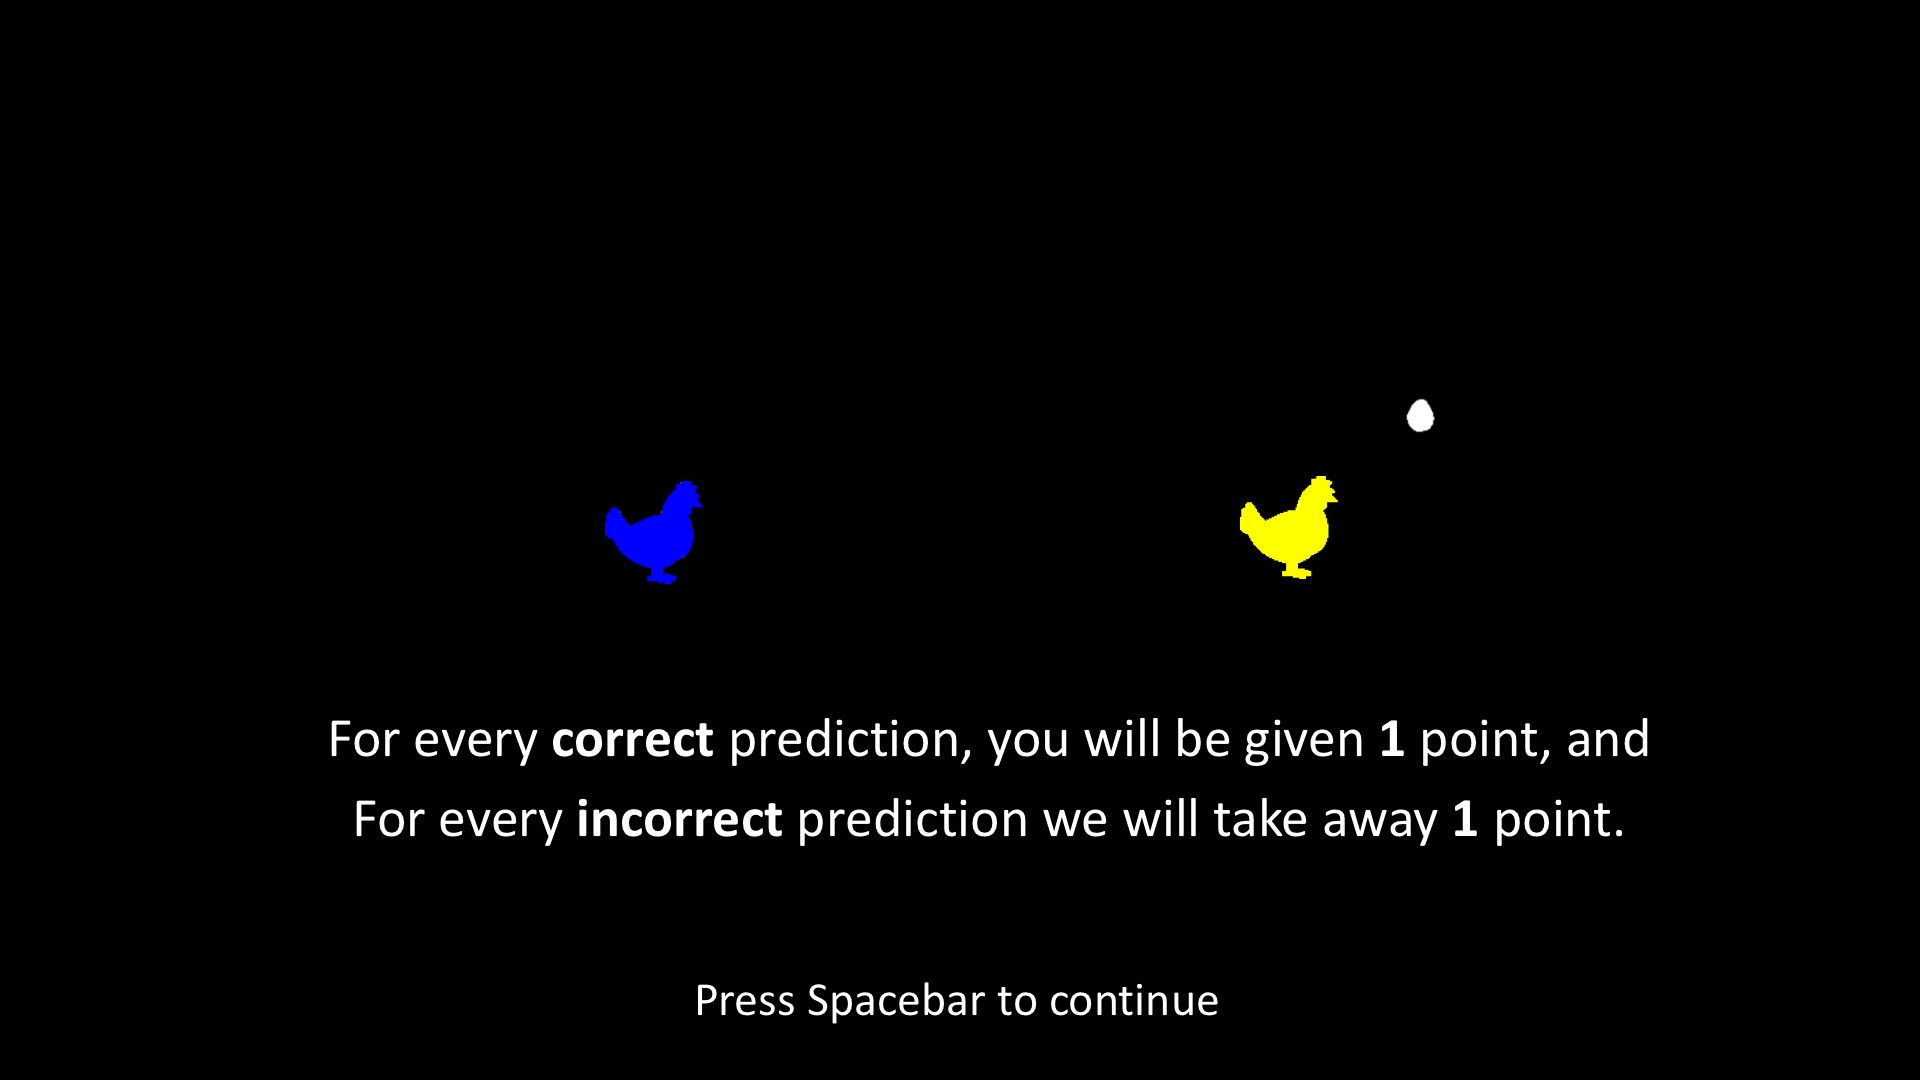 For every correct prediction, you will be given 1 point, and
For every incorrect prediction we will take away 1 point.
Press Spacebar to continue